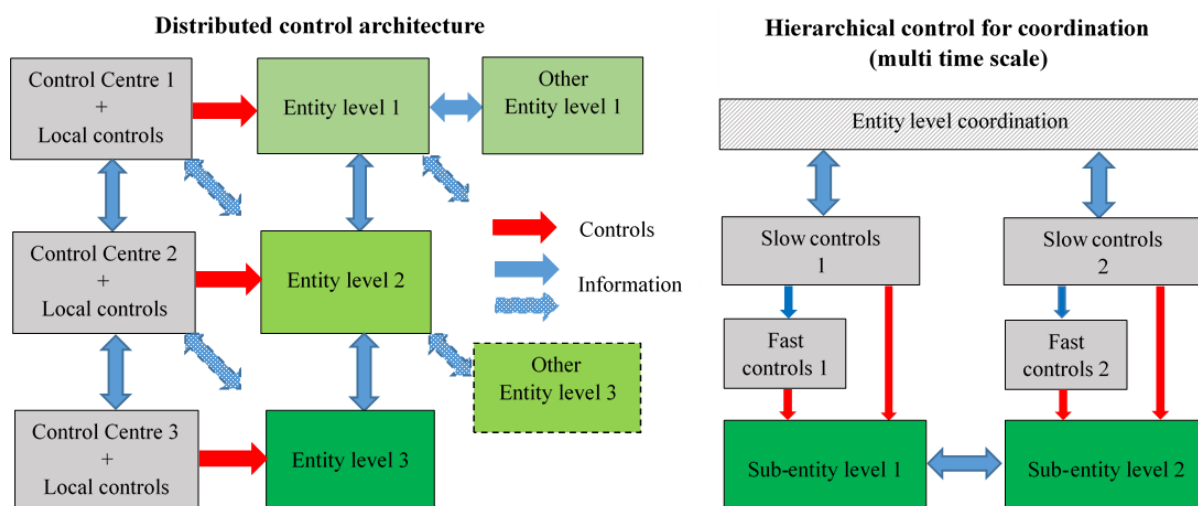 Distributed control architecture
Control Centre 1
+
Local controls
Entity level 1
Other
Entity level 1
Control Centre 2
+
Local controls
Entity level 2
Controls
Information
Other
Entity level 3
Control Centre 3
+
Local controls
Entity level 3
Hierarchical control for coordination
(multi time scale)
Entity level coordination
Slow controls
1
Slow controls
2
Fast
controls 1
Fast
controls 2
Sub-entity level 1
Sub-entity level 2